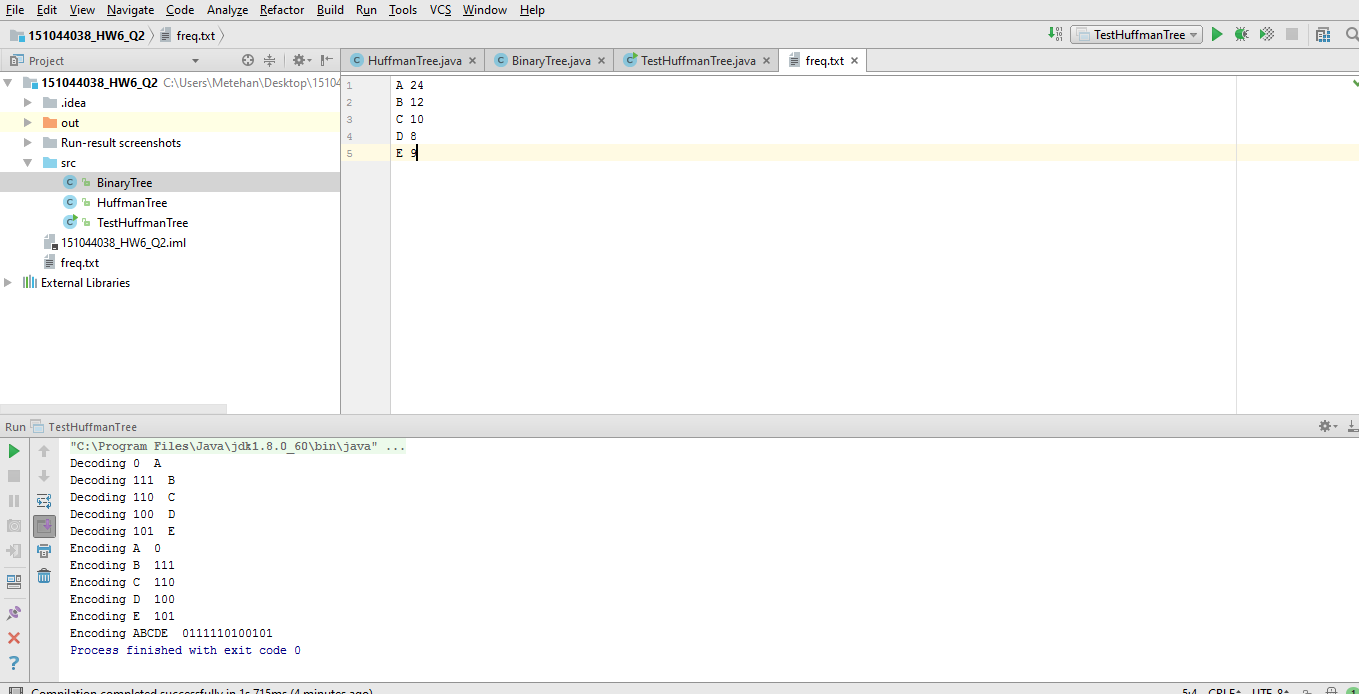 File Edit View Navigate Code Analyze Refactor Build Run Tools VCS Window Help
151044038_HW6_Q2 freq.txt
TestHuffmanTree
Project
HuffmanTree.java BinaryTree.java TestHuffmanTree.java freq.txt
151044038_HW6_Q2 C:\Users\Metehan\Desktop\15104
.idea
out
Run-result screenshots
src
BinaryTree
HuffmanTree
TestHuffmanTree
151044038_HW6_Q2.iml
freq.txt
External Libraries
1 A 24
2 B 12
3 C 10
4 D 8
5 E 9
Run TestHuffmanTree
"C:\Program Files\Java\jdk1.8.0_60\bin\java" ...
Decoding 0 A
Decoding 111 B
Decoding 110 C
Decoding 100 D
Decoding 101 E
Encoding A 0
Encoding B 111
Encoding C 110
Encoding D 100
Encoding E 101
Encoding ABCDE 0111110100101
Process finished with exit code 0
Compilation completed successfully in 1s 715ms (4 minutes ago) 5:4 CRLF UTF-8